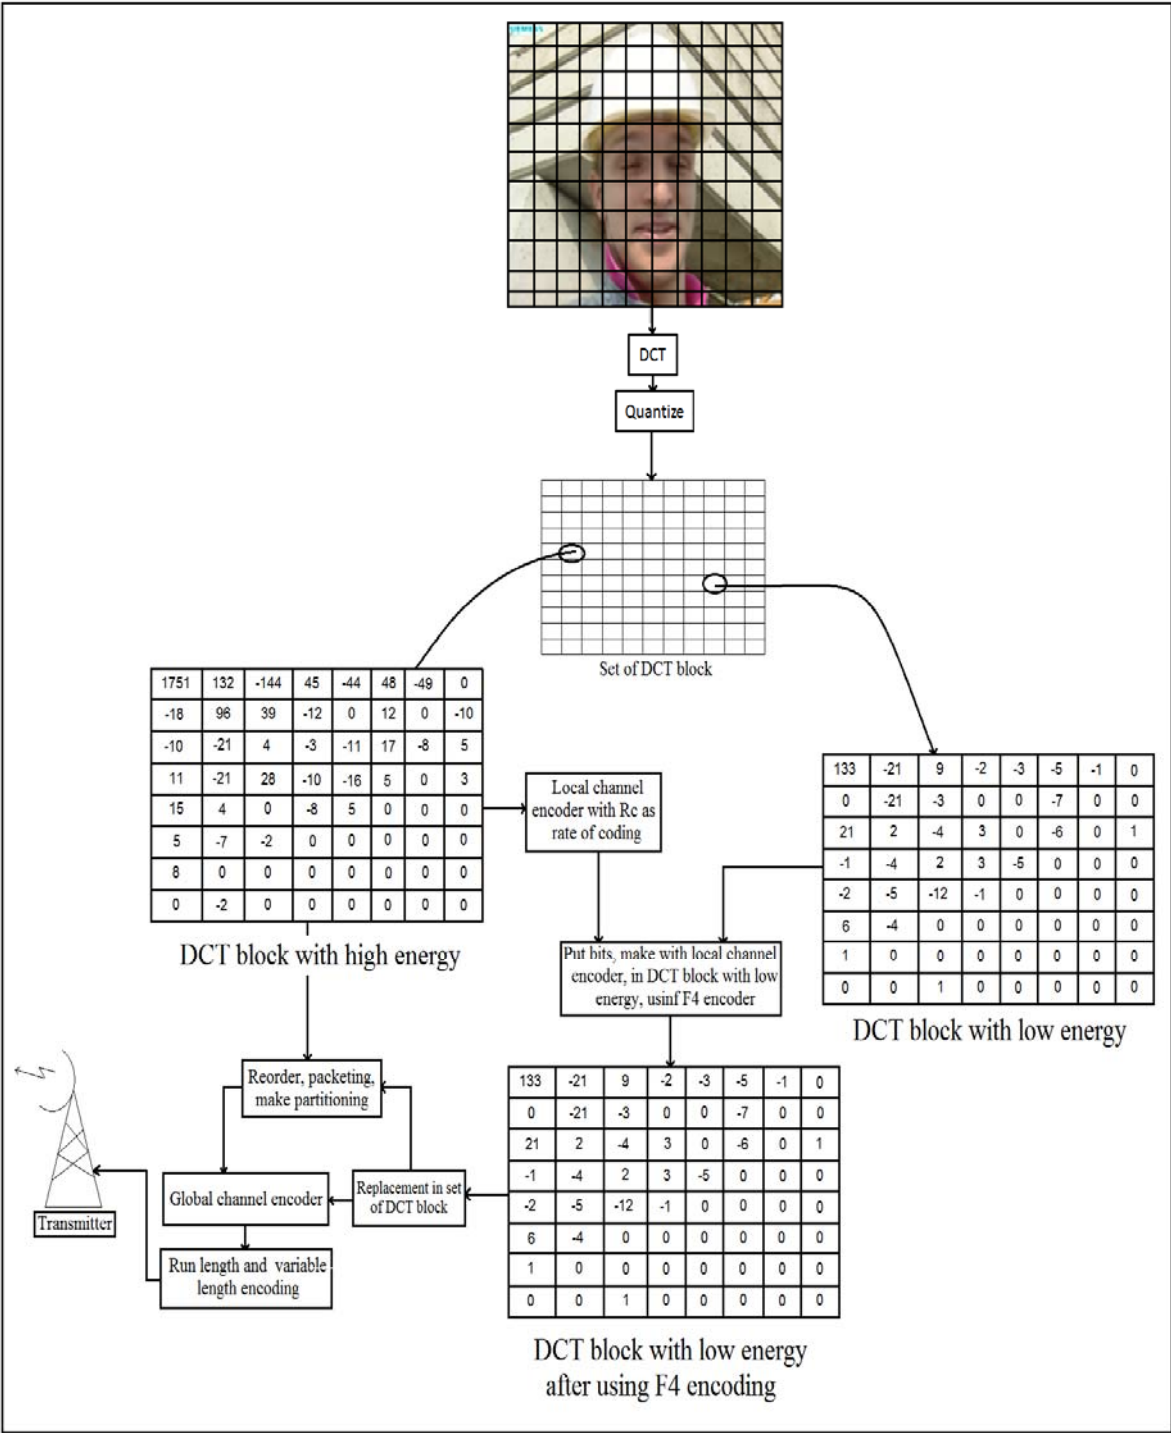 SIEMENS
DCT
Quantize
Set of DCT block
1751 132 -144 45 -44 48 -49 0
-18 96 39 -12 0 12 0 -10
-10 -21 4 -3 -11 17 -8 5
11 -21 28 -10 -16 5 0 3
15 4 0 -8 5 0 0 0
5 -7 -2 0 0 0 0 0
8 0 0 0 0 0 0 0
0 -2 0 0 0 0 0 0
DCT block with high energy
Local channel
encoder with Rc as
rate of coding
133 -21 9 -2 -3 -5 -1 0
0 -21 -3 0 0 -7 0 0
21 2 -4 3 0 -6 0 1
-1 -4 2 3 -5 0 0 0
-2 -5 -12 -1 0 0 0 0
6 -4 0 0 0 0 0 0
1 0 0 0 0 0 0 0
0 0 1 0 0 0 0 0
DCT block with low energy
Put bits, make with local channel
encoder, in DCT block with low
energy, usinf F4 encoder
133 -21 9 -2 -3 -5 -1 0
0 -21 -3 0 0 -7 0 0
21 2 -4 3 0 -6 0 1
-1 -4 2 3 -5 0 0 0
-2 -5 -12 -1 0 0 0 0
6 -4 0 0 0 0 0 0
1 0 0 0 0 0 0 0
0 0 1 0 0 0 0 0
DCT block with low energy
after using F4 encoding
Reorder, packeting,
make partitioning
Replacement in set
of DCT block
Global channel encoder
Run length and variable
length encoding
Transmitter